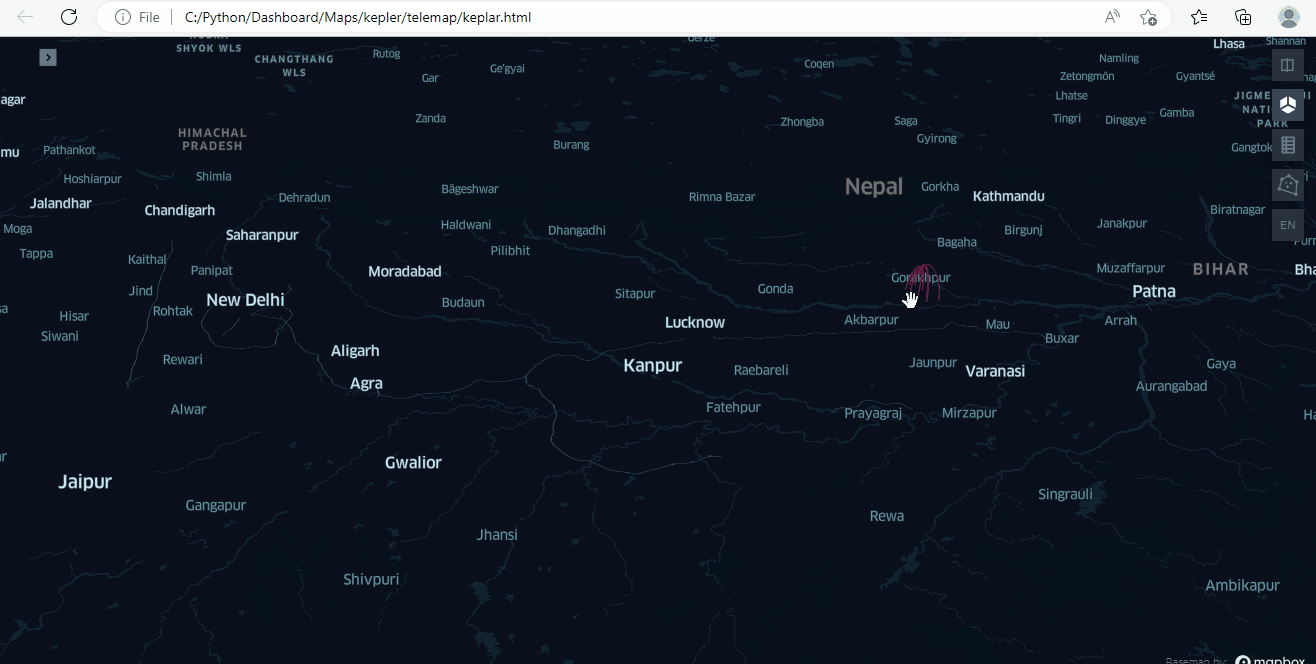 File
C:/Python/Dashboard/Maps/kepler/telemap/keplar.html
SHYOK WLS
CHANGTHANG
WLS
Rutog
Gar
Ge'gyai
Coqen
Namling
Lhasa
Shannan
Zetongmön
Gyantsé
Lhatse
agar
Zanda
Zhongba
Saga
Tingri
Dinggye
Gamba
JIGME
NATI
PARK
HIMACHAL
PRADESH
Burang
Gyirong
Gangtok
mu
Pathankot
Hoshiarpur
Shimla
Dehradun
Bāgeshwar
Rimna Bazar
Nepal
Gorkha
Kathmandu
Jalandhar
Chandigarh
Biratnagar
Moga
Saharanpur
Haldwani
Dhangadhi
Birgunj
Janakpur
EN
Tappa
Kaithal
Panipat
Pilibhit
Bagaha
Moradabad
Gorakhpur
Muzaffarpur
BIHAR
Bha
Jind
Rohtak
New Delhi
Budaun
Sitapur
Gonda
Patna
Hisar
Siwani
Lucknow
Akbarpur
Mau
Arrah
Buxar
Rewari
Aligarh
Agra
Kanpur
Raebareli
Jaunpur
Varanasi
Gaya
Aurangabad
Alwar
Fatehpur
Prayagraj
Mirzapur
Jaipur
Gwalior
Gangapur
Singrauli
Jhansi
Rewa
Shivpuri
Ambikapur
Basemap by:
mapbox